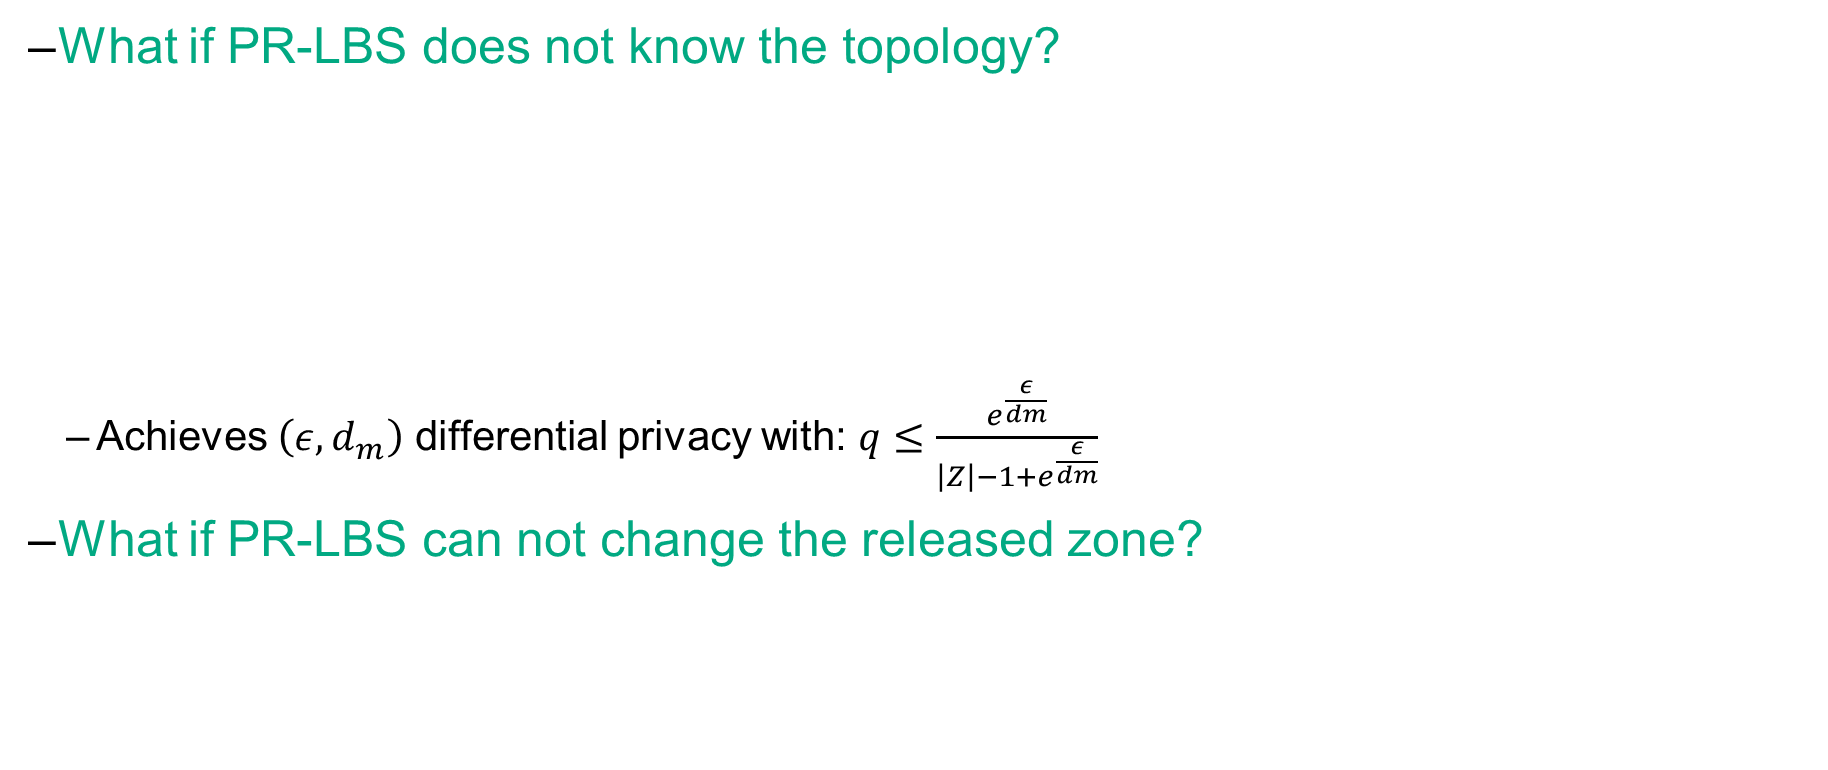 –What if PR-LBS does not know the topology?
–Achieves (ϵ, d_m) differential privacy with: q ≤ e^{ϵ/dm} / (|Z|−1+e^{ϵ/dm})
–What if PR-LBS can not change the released zone?